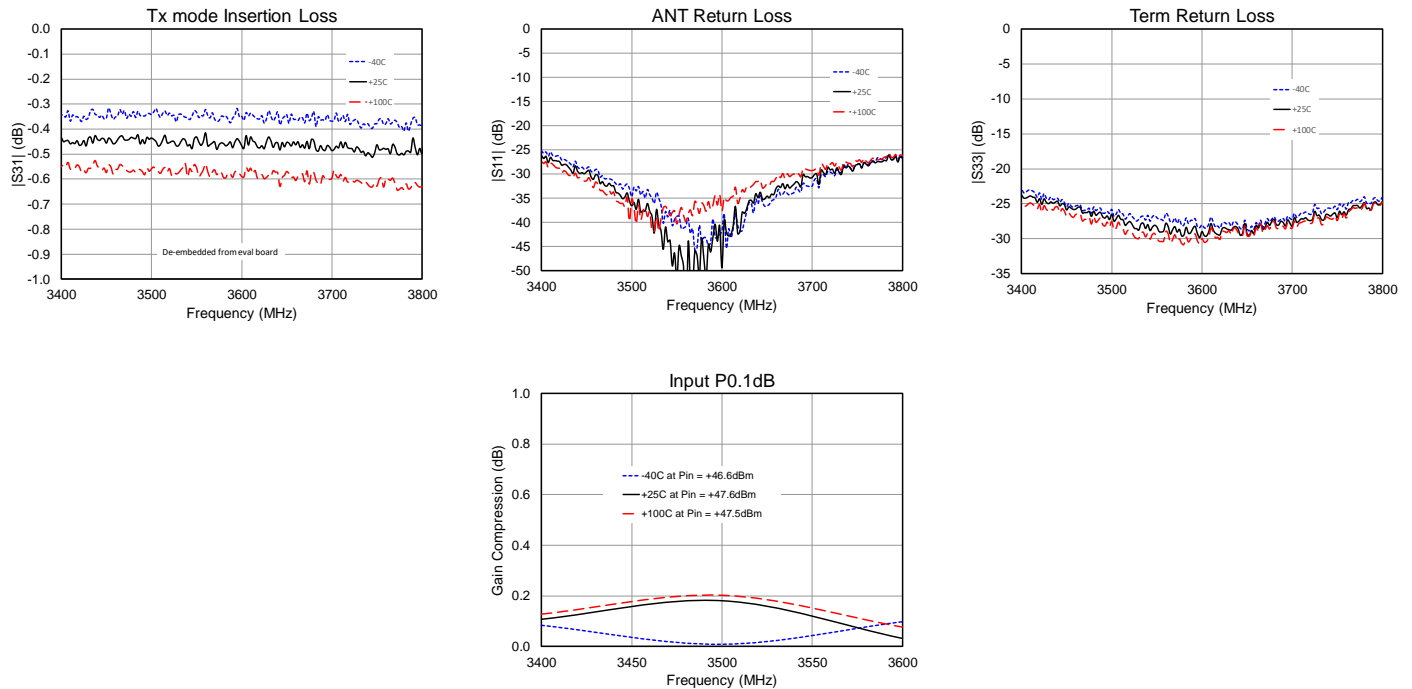 Tx mode Insertion Loss
0.0
-0.1
-0.2
-0.3
-0.4
-0.5
-0.6
-0.7
-0.8
-0.9
-1.0
|S31| (dB)
-40C
+25C
+100C
De-embedded from eval board
3400
3500
3600
3700
3800
Frequency (MHz)
ANT Return Loss
0
-5
-10
-15
-20
-25
-30
-35
-40
-45
-50
|S11| (dB)
-40C
+25C
+100C
3400
3500
3600
3700
3800
Frequency (MHz)
Term Return Loss
0
-5
-10
-15
-20
-25
-30
-35
|S33| (dB)
-40C
+25C
+100C
3400
3500
3600
3700
3800
Frequency (MHz)
Input P0.1dB
1.0
0.8
0.6
0.4
0.2
0.0
Gain Compression (dB)
-40C at Pin = +46.6dBm
+25C at Pin = +47.6dBm
+100C at Pin = +47.5dBm
3400
3450
3500
3550
3600
Frequency (MHz)